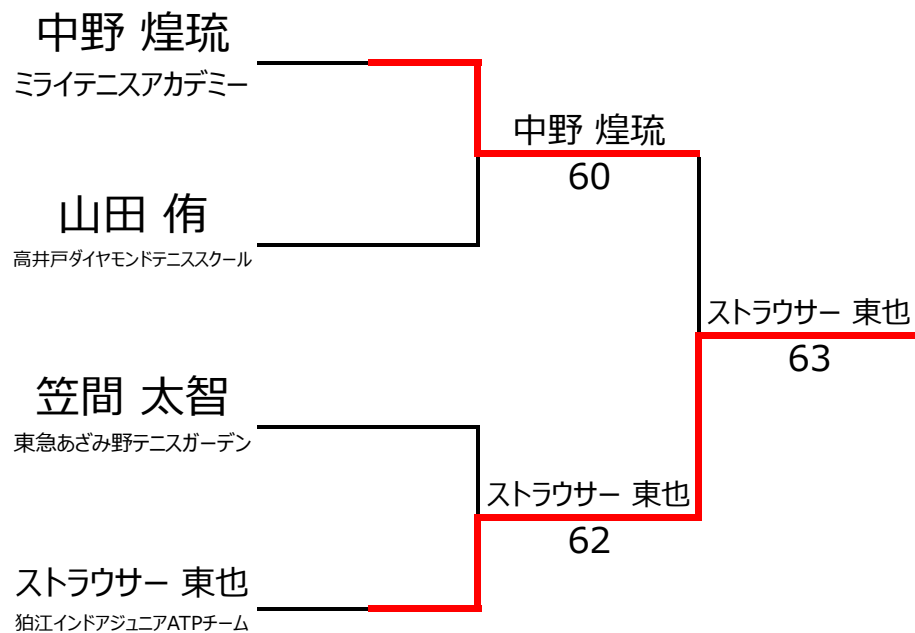 中野 煌琉
ミライテニスアカデミー
中野 煌琉
60
山田 侑
高井戸ダイヤモンドテニススクール
ストラウサー 東也
63
笠間 太智
東急あざみ野テニスガーデン
ストラウサー 東也
62
ストラウサー 東也
狛江インドアジュニアATPチーム